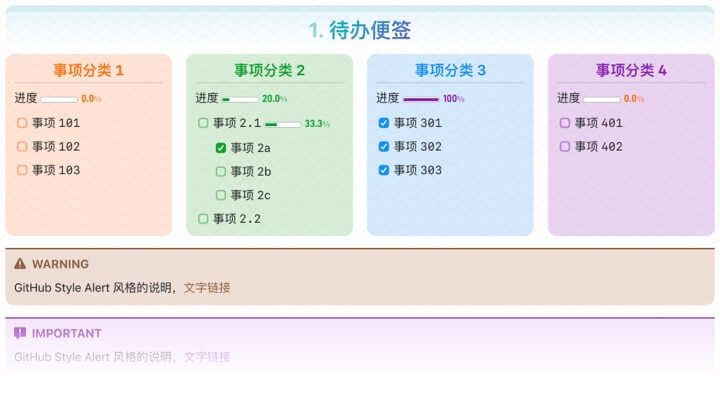 1. 待办便签
事项分类 1
进度 0.0%
事项 101
事项 102
事项 103
事项分类 2
进度 20.0%
事项 2.1 33.3%
事项 2a
事项 2b
事项 2c
事项 2.2
事项分类 3
进度 100%
事项 301
事项 302
事项 303
事项分类 4
进度 0.0%
事项 401
事项 402
WARNING
GitHub Style Alert 风格的说明，文字链接
IMPORTANT
GitHub Style Alert 风格的说明，文字链接